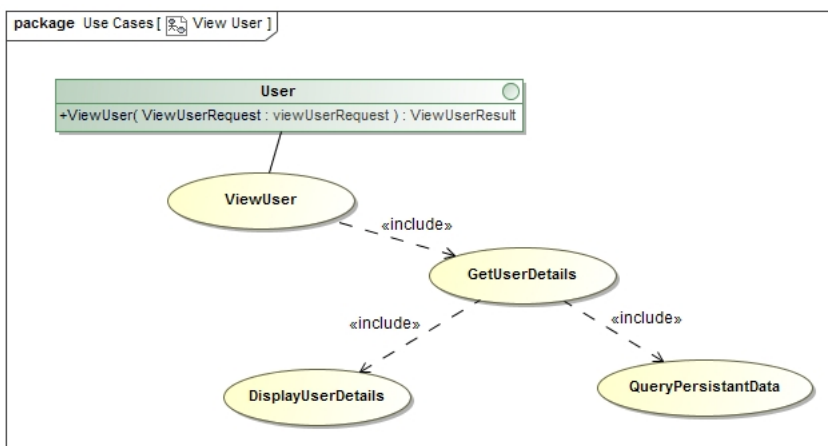 package Use Cases [ View User ]
User
+ViewUser( ViewUserRequest : viewUserRequest ) : ViewUserResult
ViewUser
«include»
GetUserDetails
«include»
«include»
DisplayUserDetails
QueryPersistantData